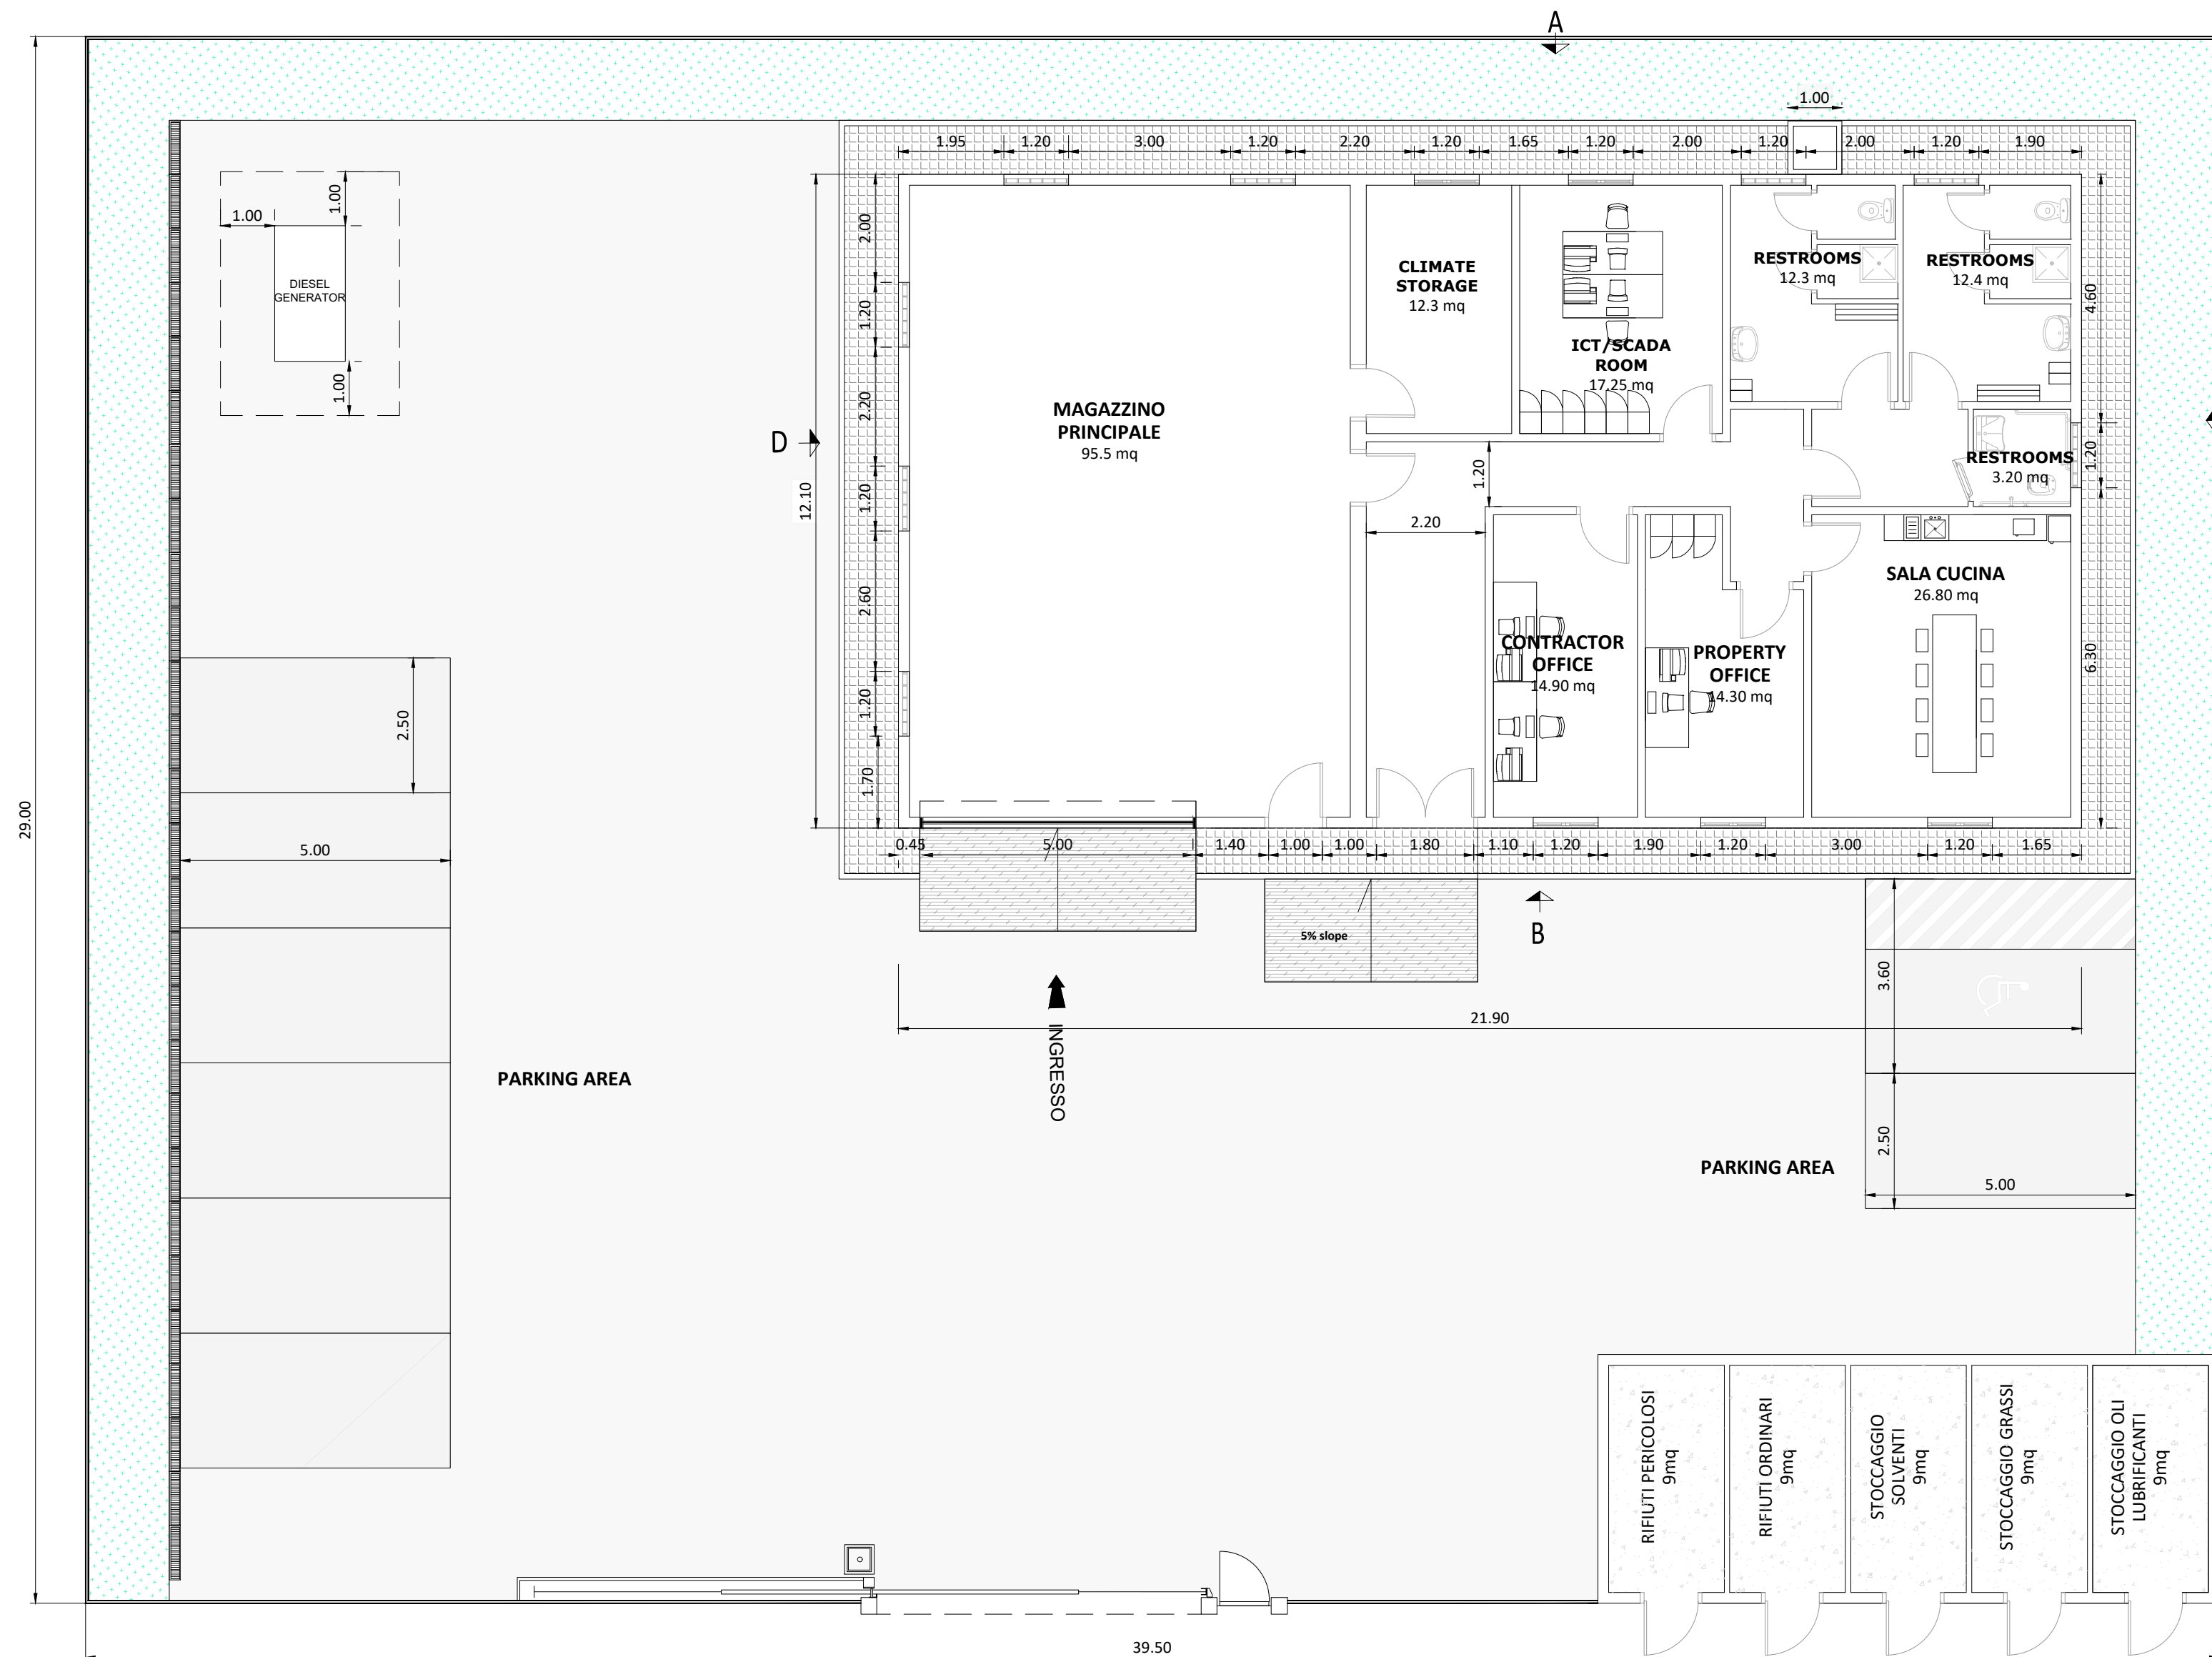 A
1.00
1.95
1.20
3.00
1.20
2.20
1.20
1.65
1.20
2.00
1.20
2.00
1.20
1.90
1.00
1.00
DIESEL
GENERATOR
1.00
2.00
1.20
2.20
1.20
2.60
1.20
1.70
12.10
D
MAGAZZINO
PRINCIPALE
95.5 mq
CLIMATE
STORAGE
12.3 mq
ICT/SCADA
ROOM
17.25 mq
RESTROOMS
12.3 mq
RESTROOMS
12.4 mq
4.60
1.20
6.30
RESTROOMS
3.20 mq
1.20
2.20
SALA CUCINA
26.80 mq
CONTRACTOR
OFFICE
14.90 mq
PROPERTY
OFFICE
14.30 mq
2.50
29.00
5.00
0.45
5.00
1.40
1.00
1.00
1.80
1.10
1.20
1.90
1.20
3.00
1.20
1.65
5% slope
B
3.60
21.90
INGRESSO
PARKING AREA
2.50
PARKING AREA
5.00
RIFIUTI PERICOLOSI
9mq
RIFIUTI ORDINARI
9mq
STOCCAGGIO
SOLVENTI
9mq
STOCCAGGIO GRASSI
9mq
STOCCAGGIO OLI
LUBRIFICANTI
9mq
39.50